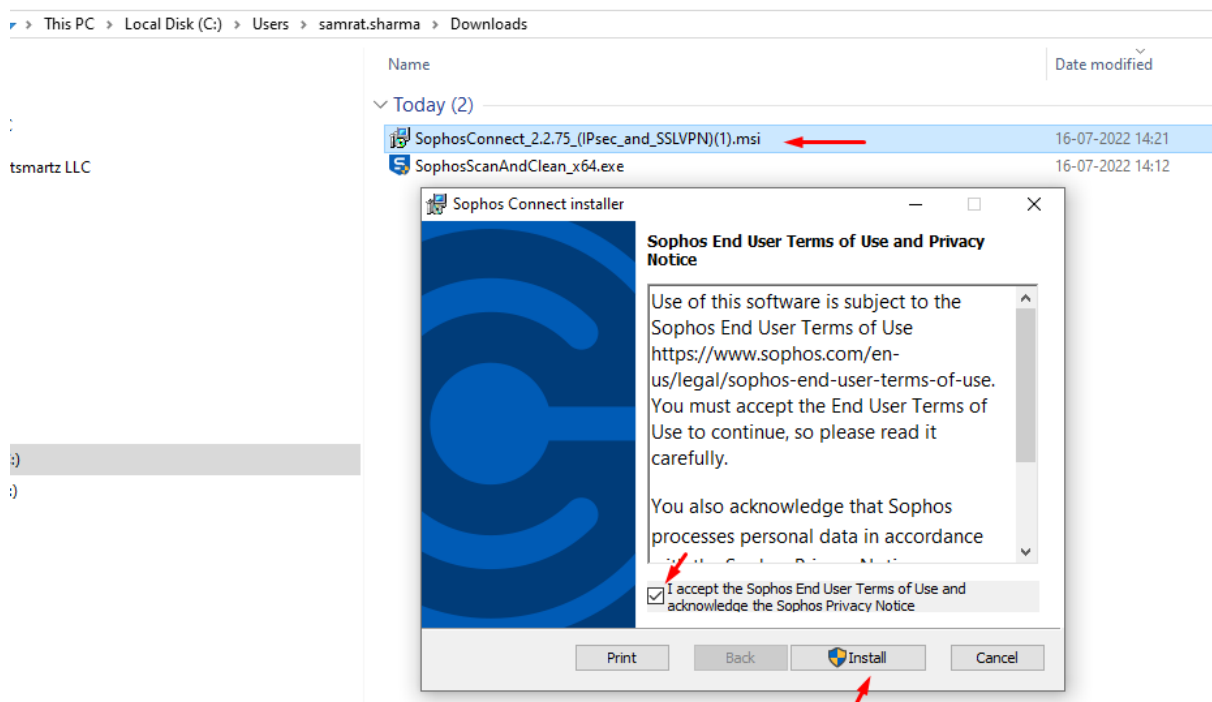 This PC > Local Disk (C:) > Users > samrat.sharma > Downloads
Name Date modified
Today (2)
SophosConnect_2.2.75_(IPsec_and_SSLVPN)(1).msi 16-07-2022 14:21
tsmartz LLC
SophosScanAndClean_x64.exe 16-07-2022 14:12
Sophos Connect installer
Sophos End User Terms of Use and Privacy
Notice
Use of this software is subject to the
Sophos End User Terms of Use
https://www.sophos.com/en-
us/legal/sophos-end-user-terms-of-use.
You must accept the End User Terms of
Use to continue, so please read it
carefully.
:)
:)
You also acknowledge that Sophos
processes personal data in accordance
I accept the Sophos End User Terms of Use and
acknowledge the Sophos Privacy Notice
Print Back Install Cancel